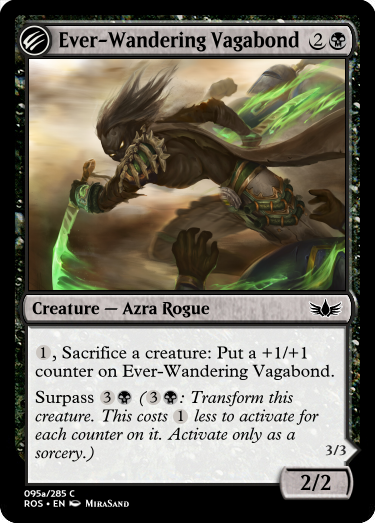 Ever-Wandering Vagabond 2
Creature — Azra Rogue
1, Sacrifice a creature: Put a +1/+1
counter on Ever-Wandering Vagabond.
Surpass 3 (3: Transform this
creature. This costs 1 less to activate for
each counter on it. Activate only as a
sorcery.)
3/3
2/2
095a/285 C
ROS • EN MiraSand